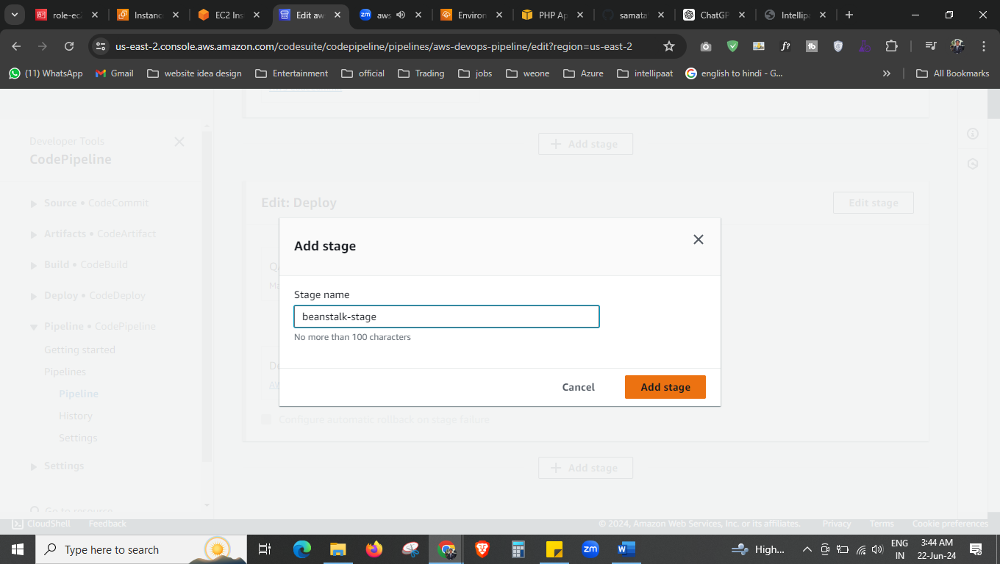 role-ec2
Instanc
EC2 Ins
Edit aw
aws
Environ
PHP Ap
samata
ChatGP
Intellipa
us-east-2.console.aws.amazon.com/codesuite/codepipeline/pipelines/aws-devops-pipeline/edit?region=us-east-2
(11) WhatsApp
Gmail
website idea design
Entertainment
official
Trading
jobs
weone
Azure
intellipaat
english to hindi - G...
All Bookmarks
Developer Tools
CodePipeline
Source • CodeCommit
Artifacts • CodeArtifact
Build • CodeBuild
Deploy • CodeDeploy
Pipeline • CodePipeline
Getting started
Pipelines
Pipeline
History
Settings
Settings
Go to resource
+ Add stage
Edit: Deploy
Edit stage
Add stage
Stage name
beanstalk-stage
No more than 100 characters
Cancel
Add stage
Configure automatic rollback on stage failure
+ Add stage
CloudShell
Feedback
© 2024, Amazon Web Services, Inc. or its affiliates.
Privacy
Terms
Cookie preferences
Type here to search
High...
ENG
IN
3:44 AM
22-Jun-24